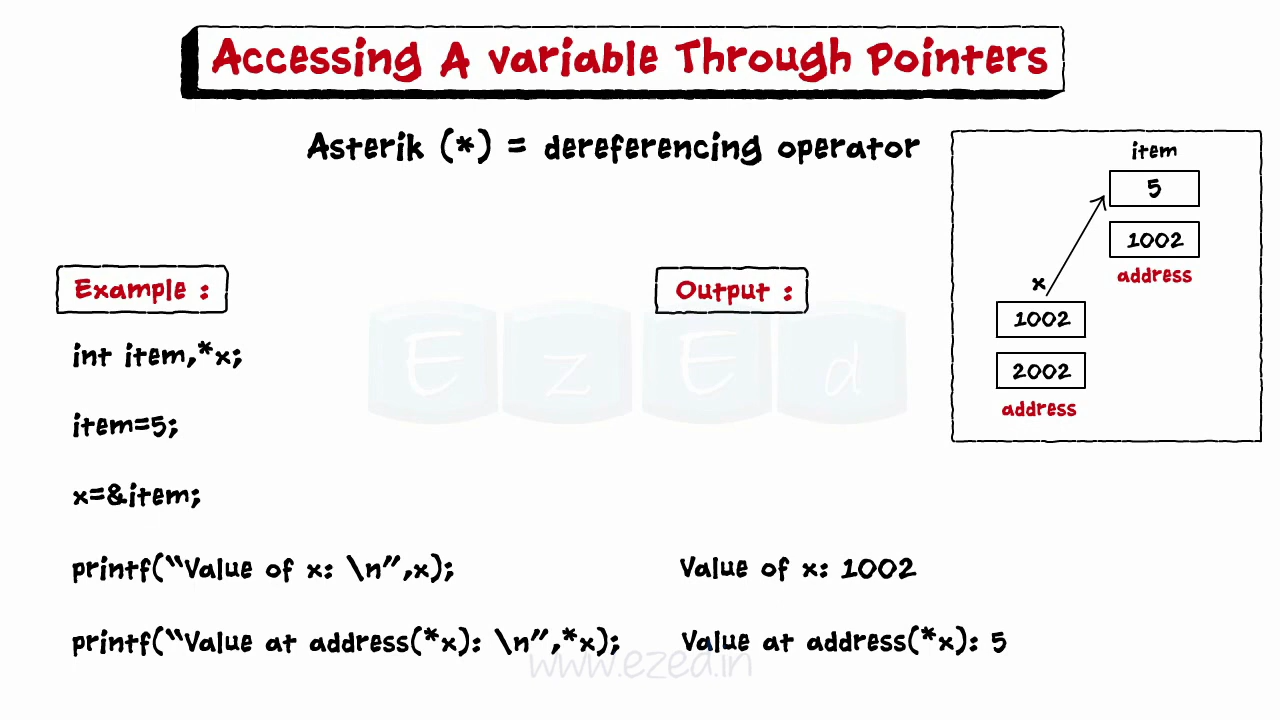 Accessing A Variable Through Pointers
Asterik (*) = dereferencing operator
item
5
1002
address
x
1002
2002
address
Example :
Output :
EzEd
int item,*x;
item=5;
x=&item;
printf(“Value of x: \n”,x);
Value of x: 1002
printf(“Value at address(*x): \n”,*x);
Value at address(*x): 5
www.ezed.in